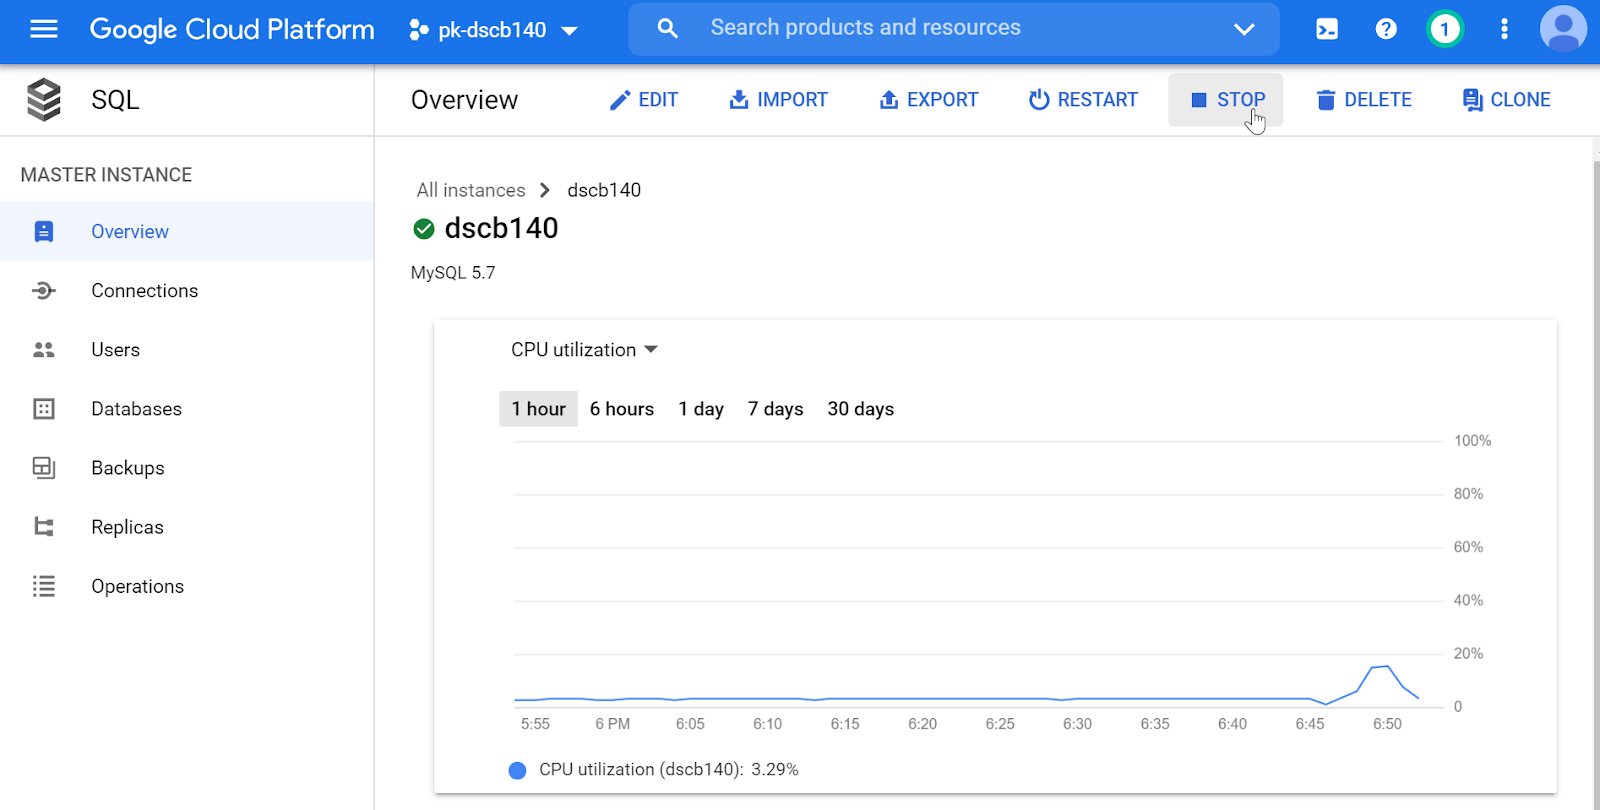 Google Cloud Platform pk-dscb140 Search products and resources 1
SQL Overview EDIT IMPORT EXPORT RESTART STOP DELETE CLONE
MASTER INSTANCE
Overview
Connections
Users
Databases
Backups
Replicas
Operations
All instances dscb140
dscb140
MySQL 5.7
CPU utilization
1 hour 6 hours 1 day 7 days 30 days
100%
80%
60%
40%
20%
0
5:55 6 PM 6:05 6:10 6:15 6:20 6:25 6:30 6:35 6:40 6:45 6:50
CPU utilization (dscb140): 3.29%